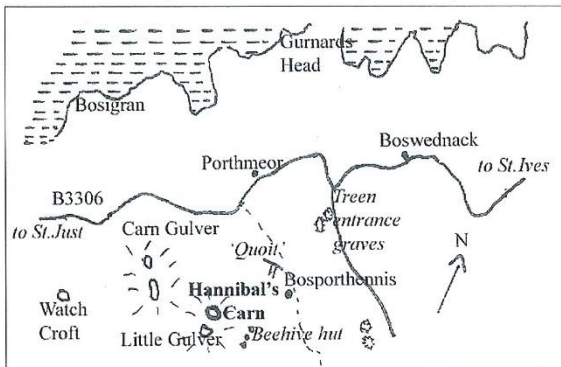 Gurnards
Head
Bosigran
Boswednack
Porthmeor
to St.Ives
B3306
Treen
entrance
graves
to St.Just
Carn Gulver
'Quoit'
N
Bosporthennis
Hannibal's
Carn
Watch
Croft
Little Gulver
Beehive hut